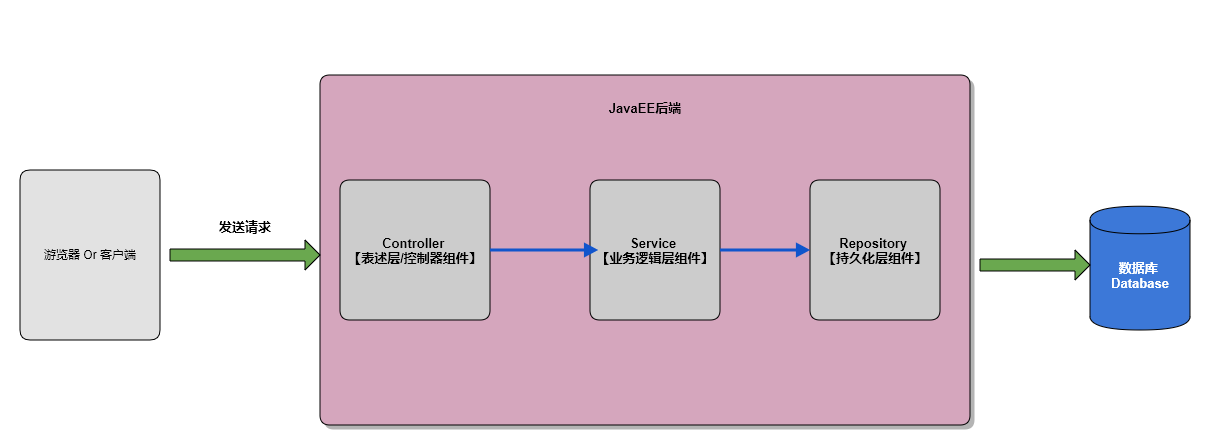 JavaEE后端
游览器 Or 客户端
发送请求
Controller
【表述层/控制器组件】
Service
【业务逻辑层组件】
Repository
【持久化层组件】
数据库
Database